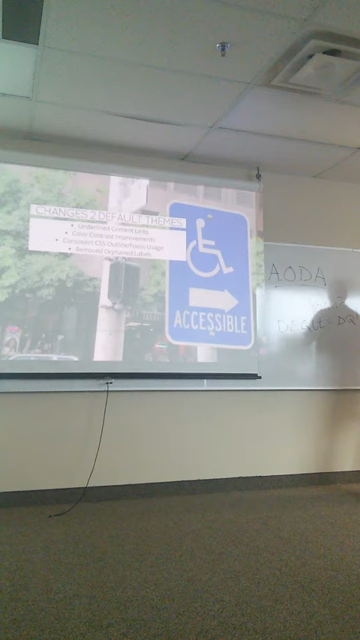 CHANGES 2 DEFAULT THEMES
Underlined Content Links
Color Contrast Improvements
Consistent CSS Outline/Focus Usage
Removed Orphaned Labels
ACCESSIBLE
AODA